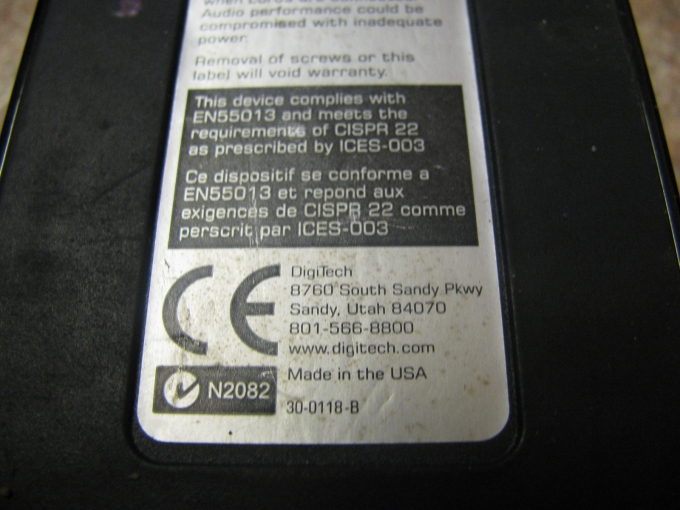 Audio performance could be
compromised with inadequate
power.
Removal of screws or this
label will void warranty.
This device complies with
EN55013 and meets the
requirements of CISPR 22
as prescribed by ICES-003
Ce dispositif se conforme a
EN55013 et repond aux
exigences de CISPR 22 comme
perscrit par ICES-003
CE
DigiTech
8760 South Sandy Pkwy
Sandy, Utah 84070
801-566-8800
www.digitech.com
Made in the USA
N2082
30-0118-B